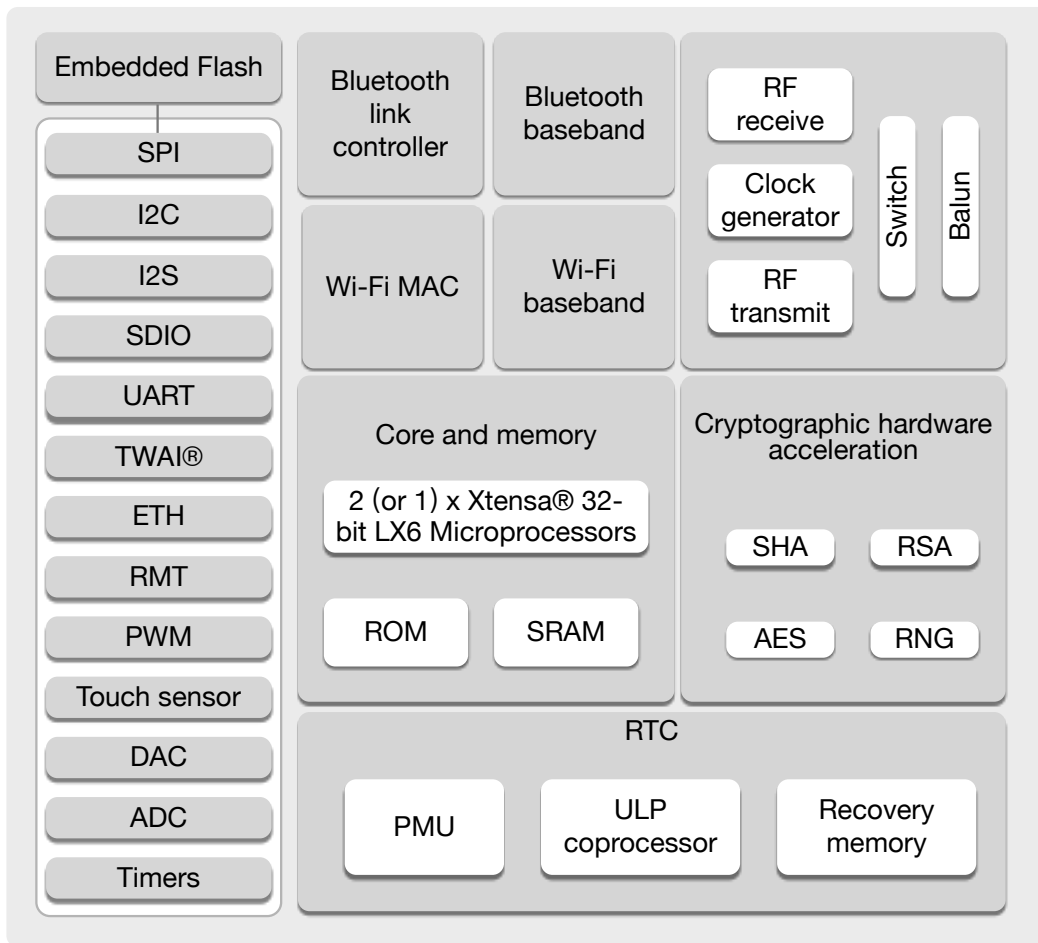 Embedded Flash
SPI
I2C
I2S
SDIO
UART
TWAI®
ETH
RMT
PWM
Touch sensor
DAC
ADC
Timers
Bluetooth
link
controller
Bluetooth
baseband
Wi-Fi MAC
Wi-Fi
baseband
RF
receive
Clock
generator
RF
transmit
Switch
Balun
Core and memory
2 (or 1) x Xtensa® 32-
bit LX6 Microprocessors
ROM
SRAM
Cryptographic hardware
acceleration
SHA
RSA
AES
RNG
RTC
PMU
ULP
coprocessor
Recovery
memory